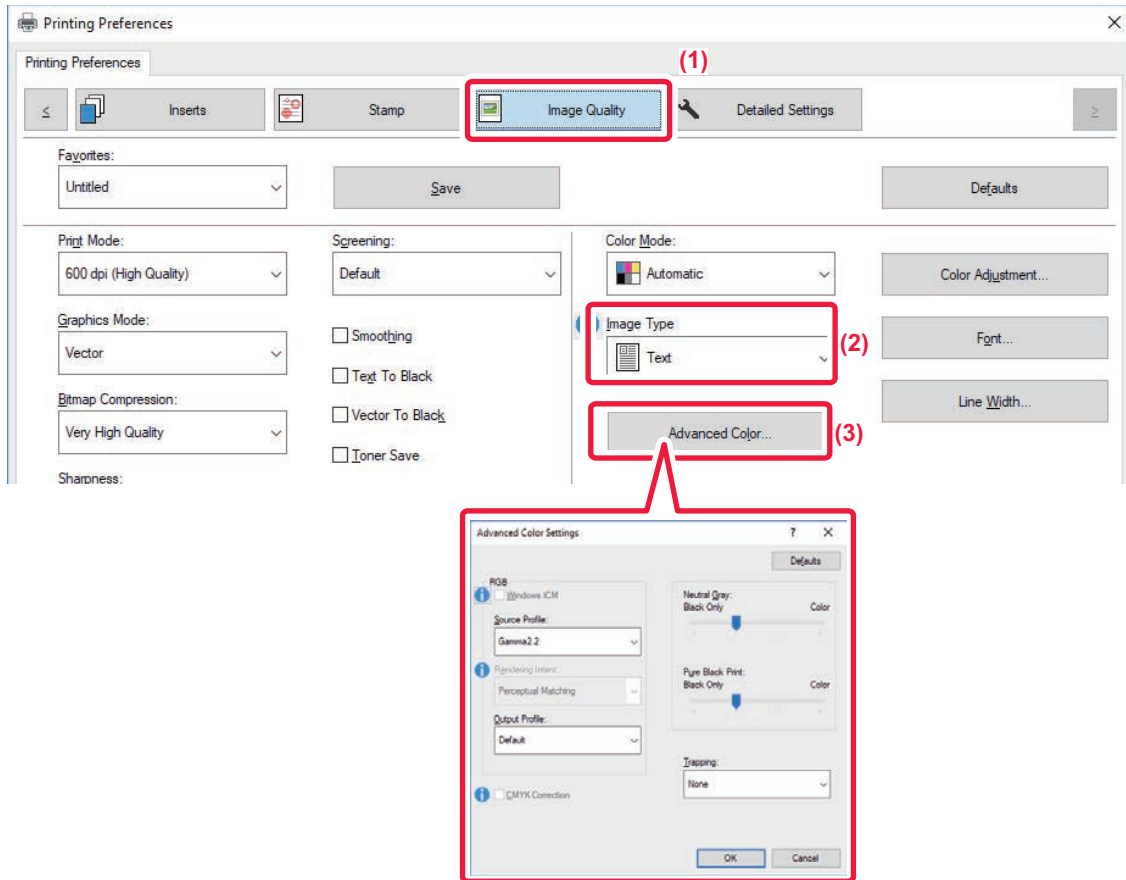 Printing Preferences
Printing Preferences
(1)
<
Inserts
Stamp
Image Quality
Detailed Settings
>
Favorites:
Untitled
Save
Defaults
Print Mode:
600 dpi (High Quality)
Screening:
Default
Color Mode:
Automatic
Color Adjustment...
Graphics Mode:
Vector
Smoothing
Text To Black
Image Type
Text
(2)
Font...
Bitmap Compression:
Very High Quality
Vector To Black
Toner Save
Line Width...
Advanced Color...
(3)
Sharpness:
Advanced Color Settings
?
Defaults
RGB
Windows ICM
Source Profile:
Gamma2.2
Rendering Intent:
Perceptual Matching
Output Profile:
Default
CMYK Correction
Neutral Gray:
Black Only Color
Pure Black Print:
Black Only Color
Trapping:
None
OK
Cancel